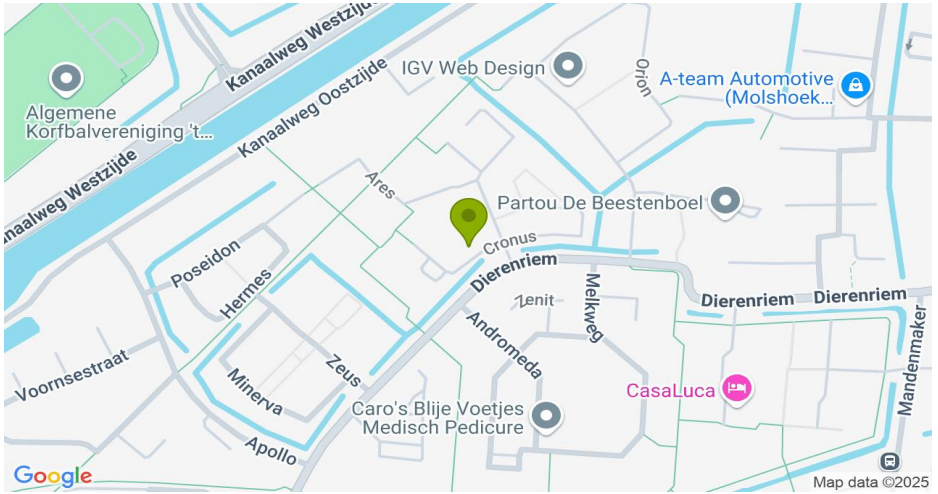 Kanaalweg Westzijde
IGV Web Design
Orion
A-team Automotive
(Molshoek...
Algemene
Korfbalvereniging 't...
Kanaalweg Oostzijde
Kanaalweg Westzijde
Ares
Partou De Beestenboel
Cronus
Poseidon
Hermes
Dierenriem
Zenit
Melkweg
Dierenriem
Dierenriem
Andromeda
Mandenmaker
Voornsestraat
Minerva
Zeus
CasaLuca
Caro's Blije Voetjes
Medisch Pedicure
Apollo
Google
Map data ©2025